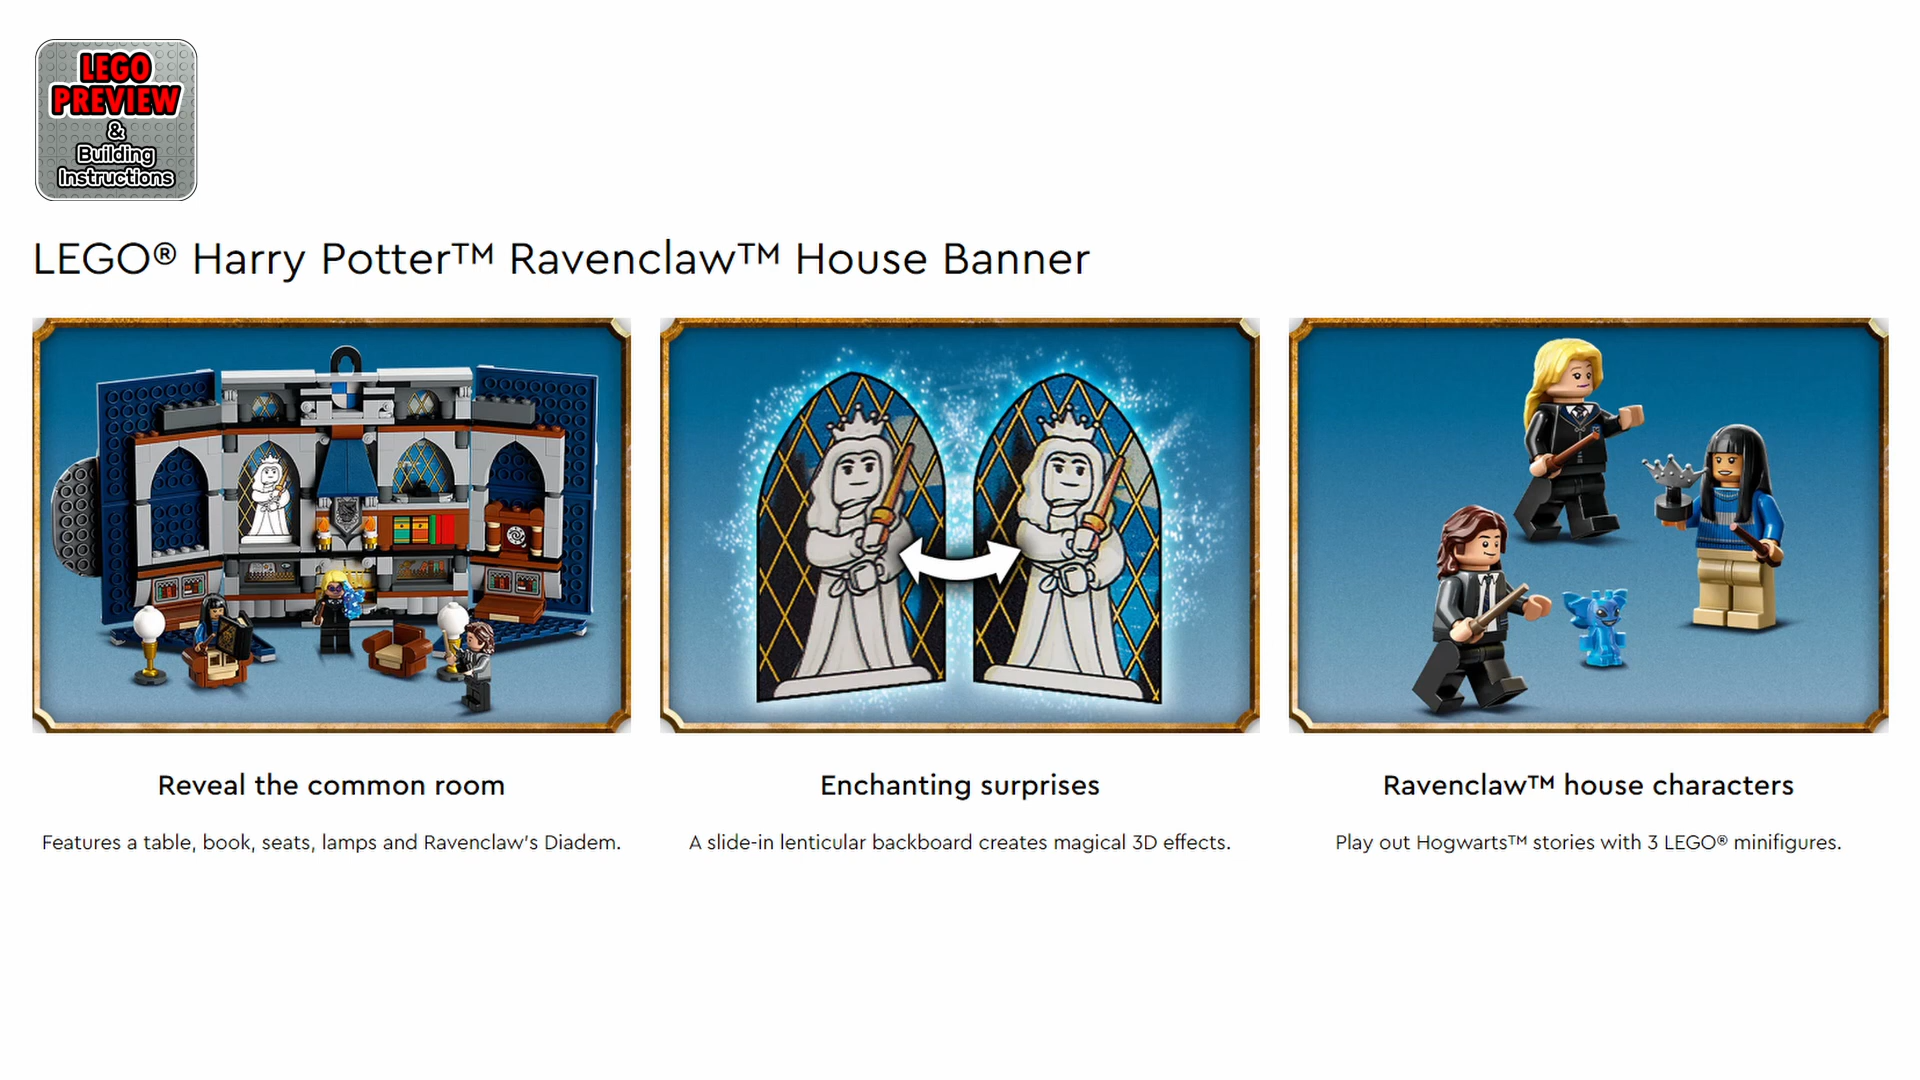 LEGO
PREVIEW
&
Building
Instructions
LEGO® Harry Potter™ Ravenclaw™ House Banner
Reveal the common room
Features a table, book, seats, lamps and Ravenclaw's Diadem.
Enchanting surprises
A slide-in lenticular backboard creates magical 3D effects.
Ravenclaw™ house characters
Play out Hogwarts™ stories with 3 LEGO® minifigures.